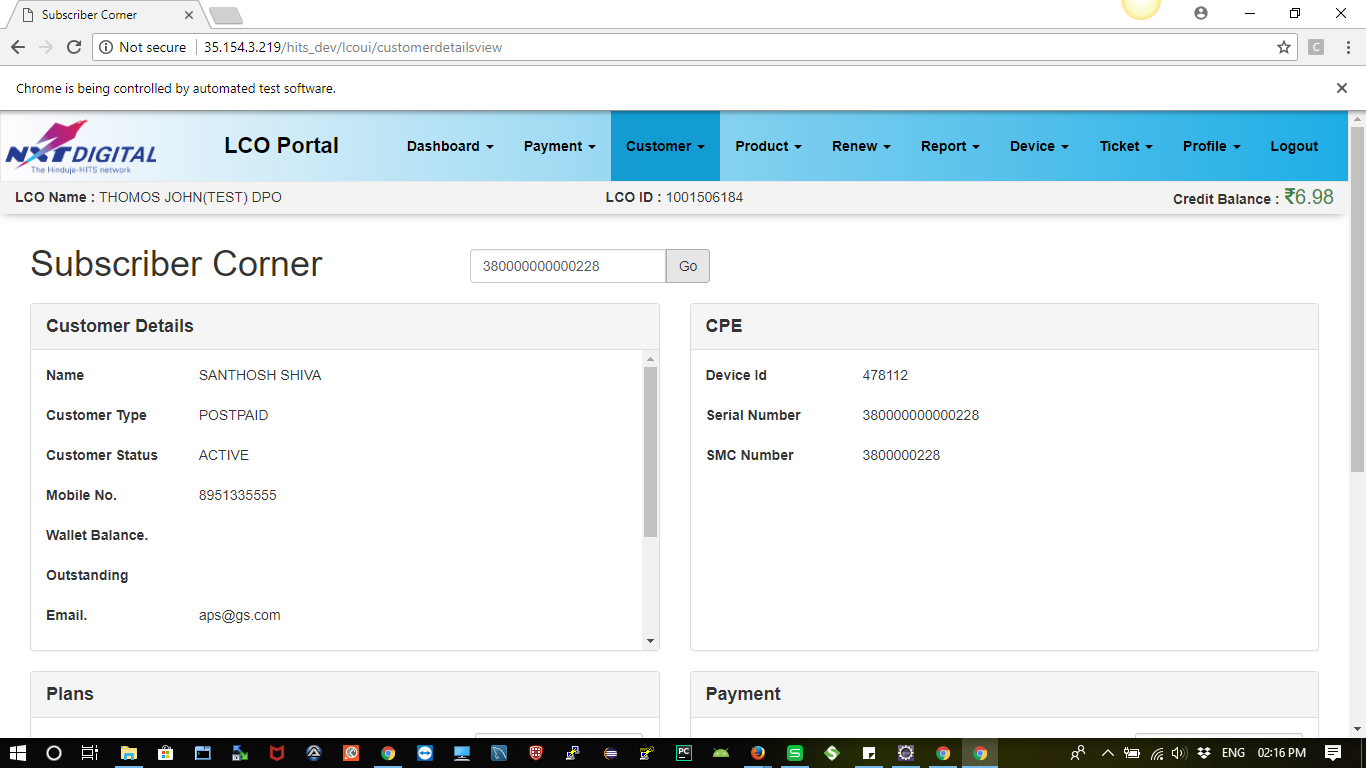 Subscriber Corner
Not secure 35.154.3.219/hits_dev/lcoui/customerdetailsview
C
Chrome is being controlled by automated test software.
NXT DIGITAL
The Hinduja-HITS network
LCO Portal
Dashboard Payment Customer Product Renew Report Device Ticket Profile Logout
LCO Name : THOMOS JOHN(TEST) DPO LCO ID : 1001506184 Credit Balance : ₹6.98
Subscriber Corner
380000000000228 Go
Customer Details
Name SANTHOSH SHIVA
Customer Type POSTPAID
Customer Status ACTIVE
Mobile No. 8951335555
Wallet Balance.
Outstanding
Email. aps@gs.com
CPE
Device Id 478112
Serial Number 380000000000228
SMC Number 3800000228
Plans
Payment
PC
S
ENG 02:16 PM